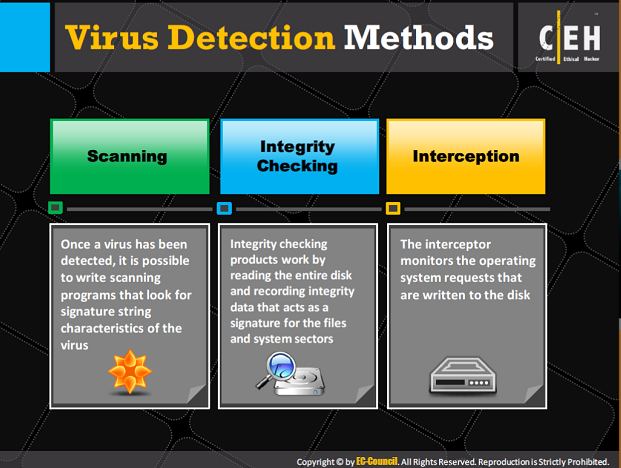 Virus Detection Methods
CEH
Certified Ethical Hacker
Scanning
Integrity
Checking
Interception
Once a virus has been
detected, it is possible
to write scanning
programs that look for
signature string
characteristics of the
virus
Integrity checking
products work by
reading the entire disk
and recording integrity
data that acts as a
signature for the files
and system sectors
The interceptor
monitors the operating
system requests that
are written to the disk
Copyright © by EC-Council. All Rights Reserved. Reproduction is Strictly Prohibited.